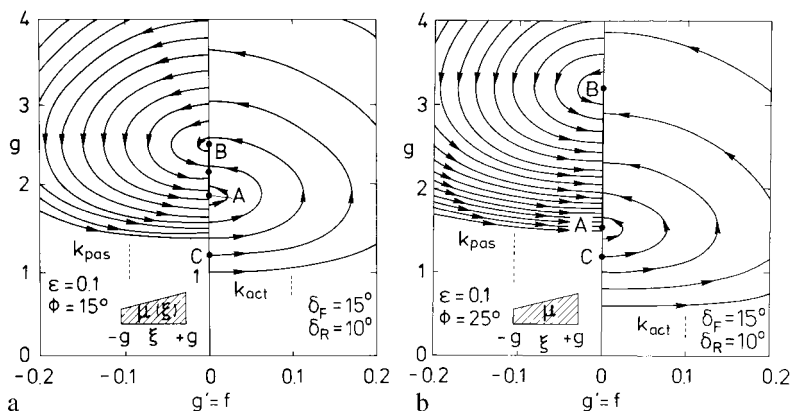 4
3
g
2
1
0
B
A
C
1
k_pas
k_act
ε=0.1
Φ=15°
μ(ξ)
-g ξ +g
δ_F=15°
δ_R=10°
-0.2 -0.1 0 0.1 0.2
g'=f
a
4
3
g
2
1
0
B
A
C
k_pas
k_act
ε=0.1
Φ=25°
μ
-g ξ +g
δ_F=15°
δ_R=10°
-0.2 -0.1 0 0.1 0.2
g'=f
b